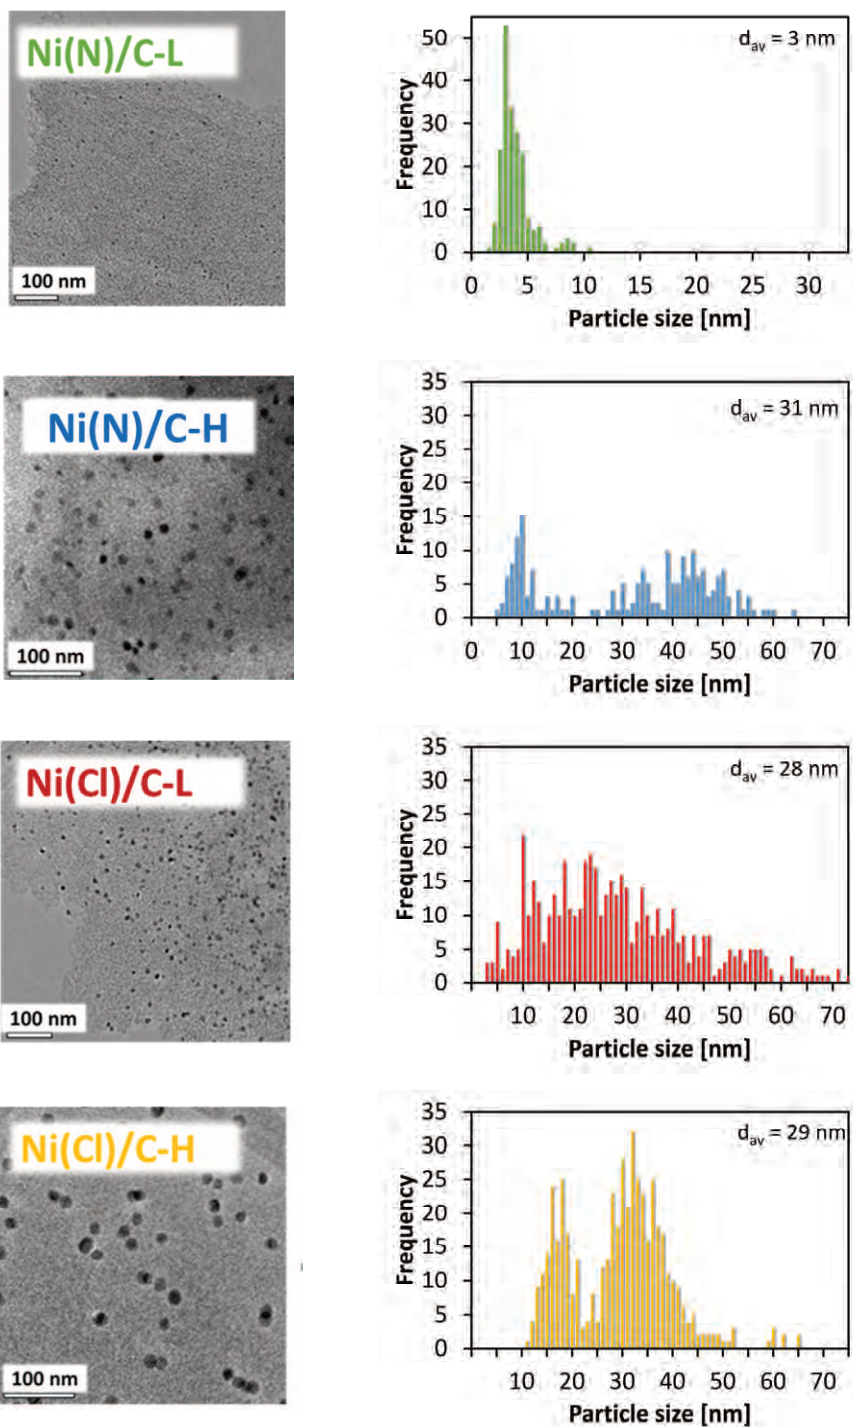 Ni(N)/C-L
100 nm
d_av = 3 nm
Frequency
50
40
30
20
10
0
0 5 10 15 20 25 30
Particle size [nm]
Ni(N)/C-H
100 nm
d_av = 31 nm
Frequency
35
30
25
20
15
10
5
0
0 10 20 30 40 50 60 70
Particle size [nm]
Ni(Cl)/C-L
100 nm
d_av = 28 nm
Frequency
35
30
25
20
15
10
5
0
10 20 30 40 50 60 70
Particle size [nm]
Ni(Cl)/C-H
100 nm
d_av = 29 nm
Frequency
35
30
25
20
15
10
5
0
10 20 30 40 50 60 70
Particle size [nm]